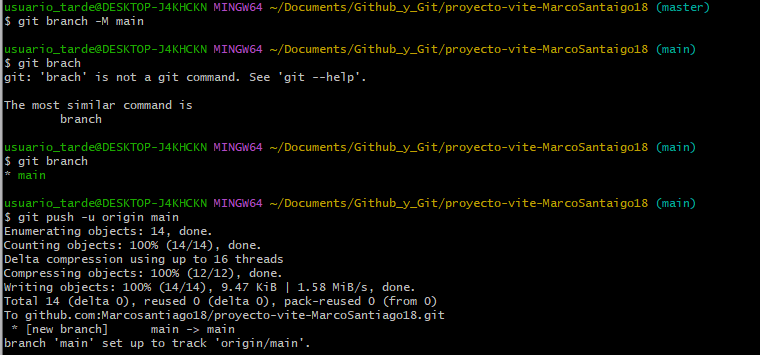 usuario_tarde@DESKTOP-J4KHCKN MINGW64 ~/Documents/Github_y_Git/proyecto-vite-MarcoSantaigo18 (master)
$ git branch -M main
usuario_tarde@DESKTOP-J4KHCKN MINGW64 ~/Documents/Github_y_Git/proyecto-vite-MarcoSantaigo18 (main)
$ git brach
git: 'brach' is not a git command. See 'git --help'.
The most similar command is
branch
usuario_tarde@DESKTOP-J4KHCKN MINGW64 ~/Documents/Github_y_Git/proyecto-vite-MarcoSantaigo18 (main)
$ git branch
* main
usuario_tarde@DESKTOP-J4KHCKN MINGW64 ~/Documents/Github_y_Git/proyecto-vite-MarcoSantaigo18 (main)
$ git push -u origin main
Enumerating objects: 14, done.
Counting objects: 100% (14/14), done.
Delta compression using up to 16 threads
Compressing objects: 100% (12/12), done.
Writing objects: 100% (14/14), 9.47 KiB | 1.58 MiB/s, done.
Total 14 (delta 0), reused 0 (delta 0), pack-reused 0 (from 0)
To github.com:Marcosantiago18/proyecto-vite-MarcoSantiago18.git
* [new branch] main -> main
branch 'main' set up to track 'origin/main'.